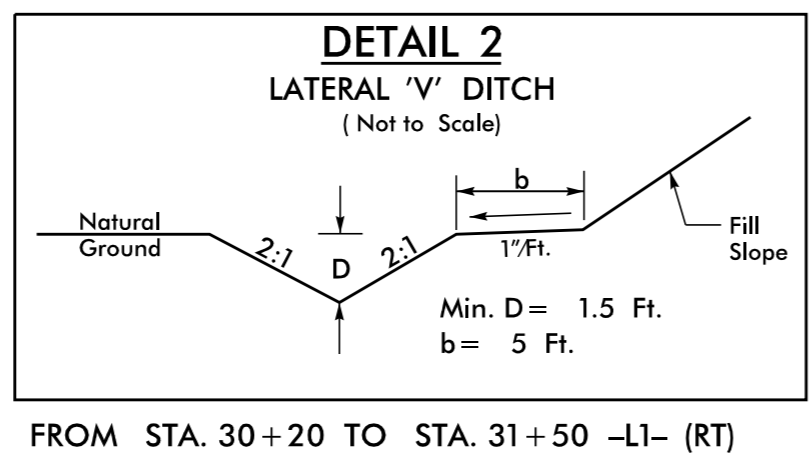 DETAIL 2
LATERAL 'V' DITCH
( Not to Scale)
b
Natural
Ground
2:1
D
2:1
1"/Ft.
Fill
Slope
Min. D = 1.5 Ft.
b = 5 Ft.
FROM STA. 30+20 TO STA. 31+50 -L1- (RT)